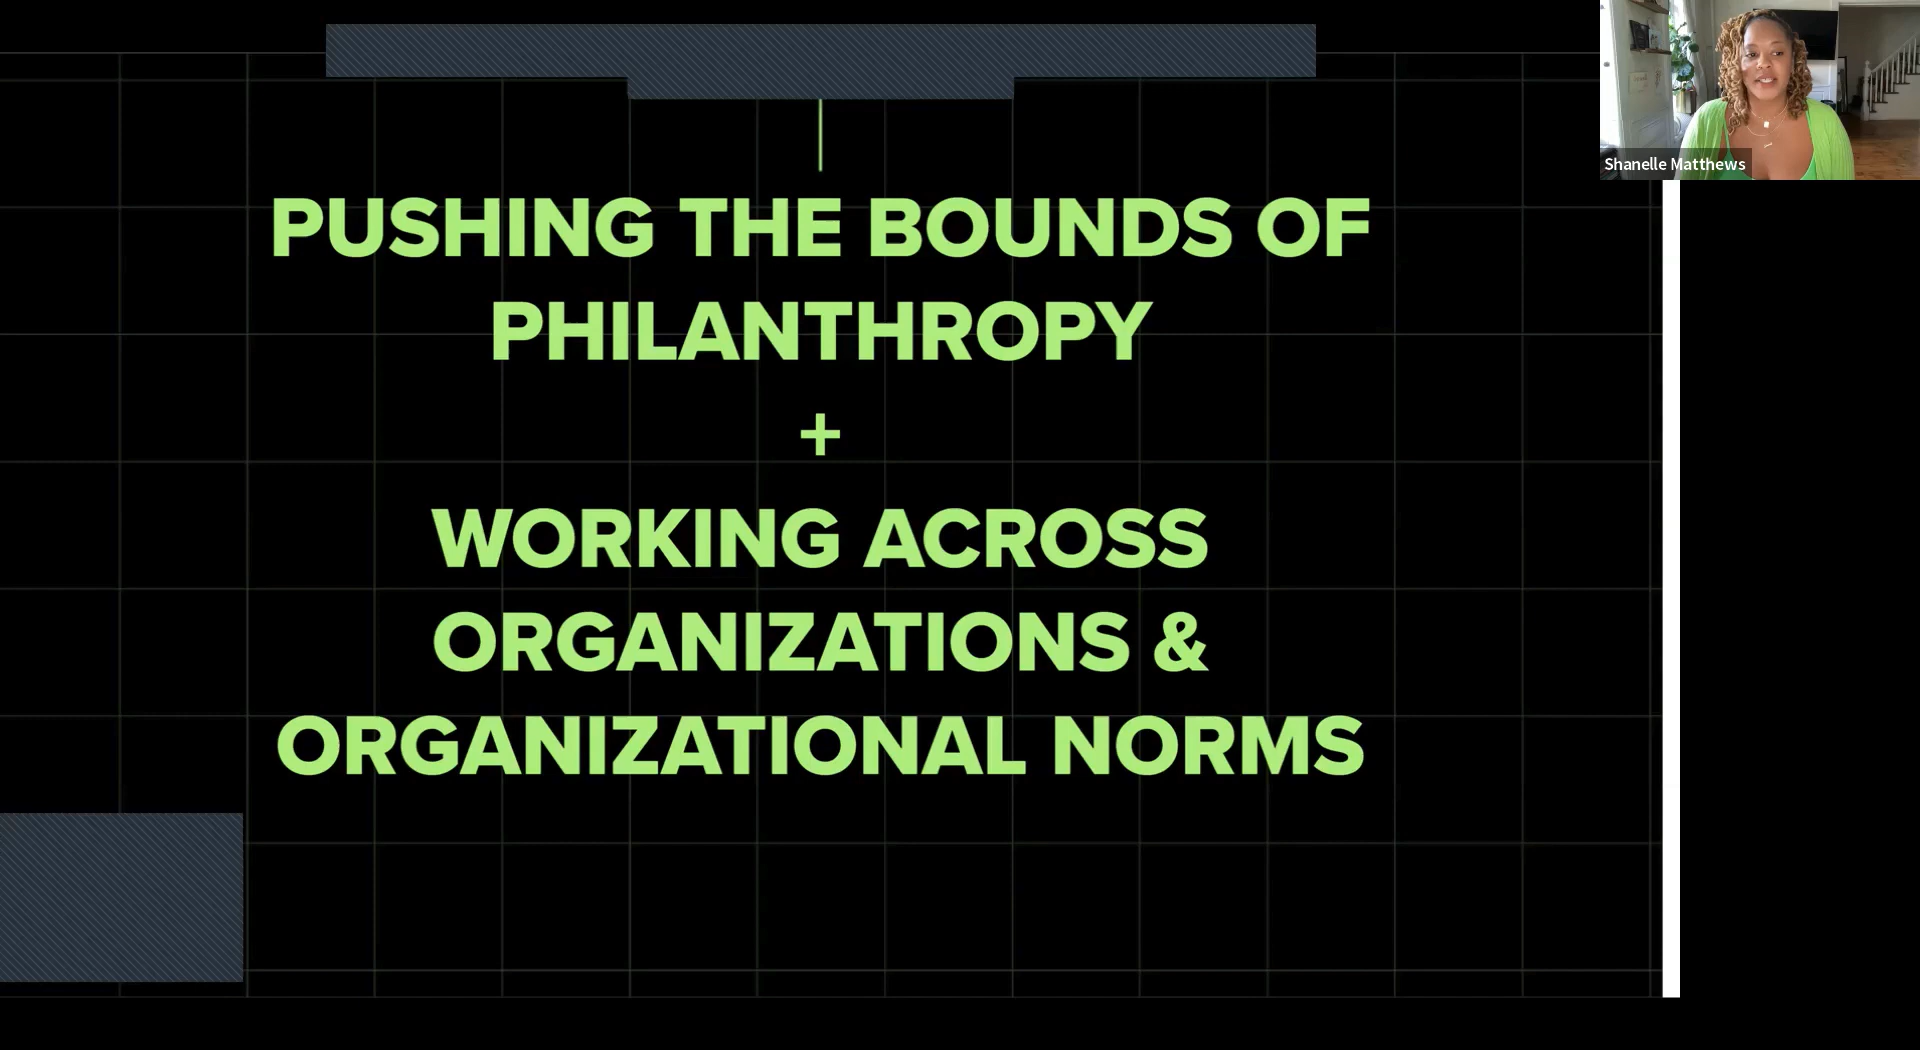 Shanelle Matthews
PUSHING THE BOUNDS OF
PHILANTHROPY
+
WORKING ACROSS
ORGANIZATIONS &
ORGANIZATIONAL NORMS